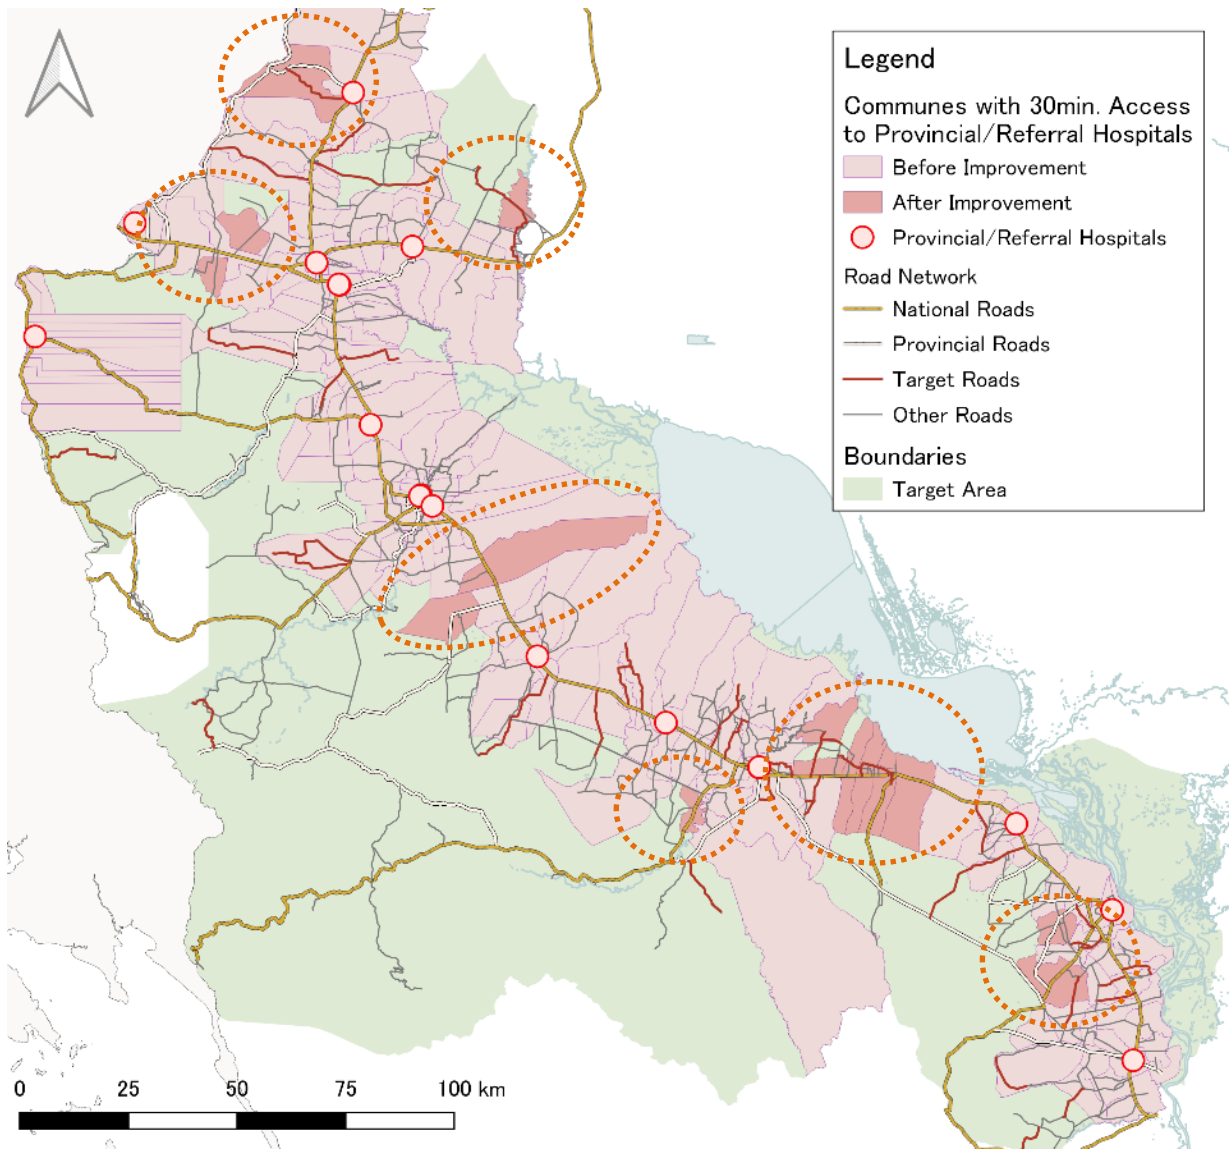 Legend
Communes with 30min. Access
to Provincial/Referral Hospitals
Before Improvement
After Improvement
Provincial/Referral Hospitals
Road Network
National Roads
Provincial Roads
Target Roads
Other Roads
Boundaries
Target Area
0 25 50 75 100 km